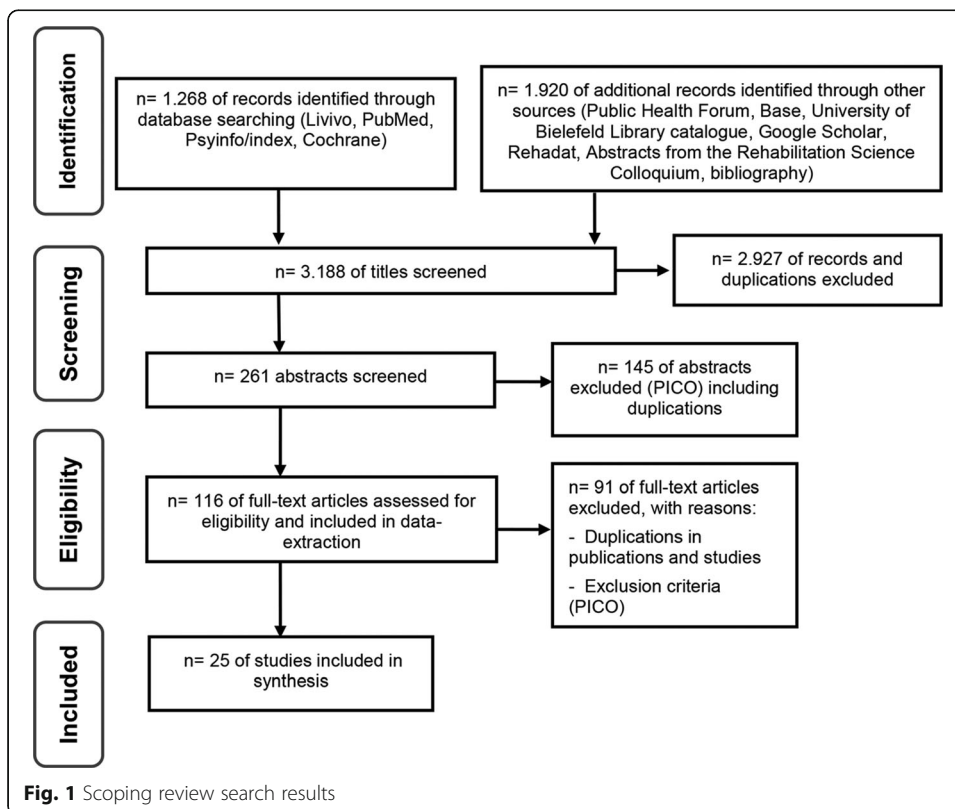 Identification
n= 1.268 of records identified through
database searching (Livivo, PubMed,
Psyinfo/index, Cochrane)
n= 1.920 of additional records identified through other
sources (Public Health Forum, Base, University of
Bielefeld Library catalogue, Google Scholar,
Rehadat, Abstracts from the Rehabilitation Science
Colloquium, bibliography)
Screening
n= 3.188 of titles screened
n= 2.927 of records and
duplications excluded
n= 261 abstracts screened
n= 145 of abstracts
excluded (PICO) including
duplications
Eligibility
n= 116 of full-text articles assessed for
eligibility and included in data-
extraction
n= 91 of full-text articles
excluded, with reasons:
- Duplications in
publications and studies
- Exclusion criteria
(PICO)
Included
n= 25 of studies included in
synthesis
Fig. 1 Scoping review search results